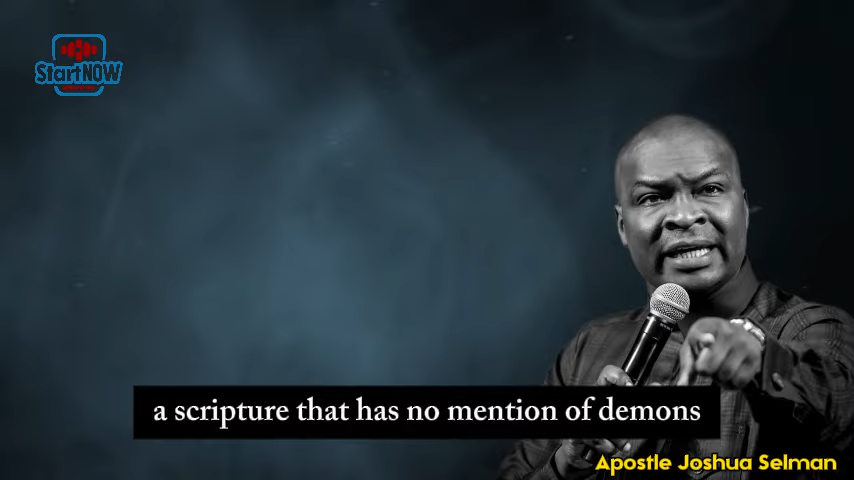 StartNOW
a scripture that has no mention of demons
Apostle Joshua Selman